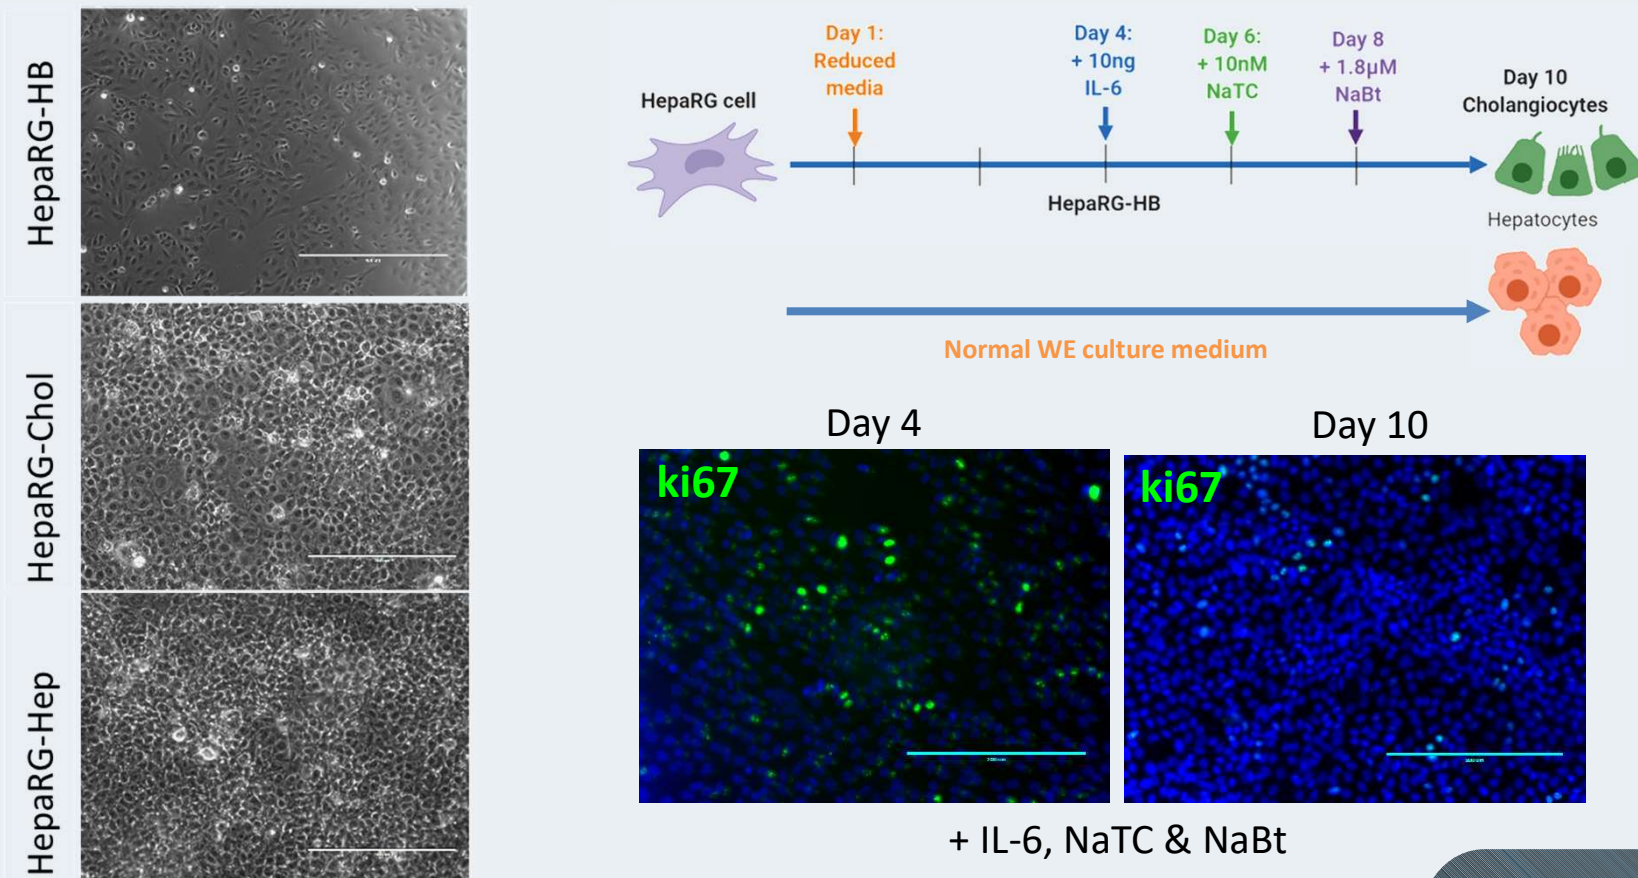 HepaRG-HB
HepaRG-Chol
HepaRG-Hep
HepaRG cell
Day 1:
Reduced
media
Day 4:
+ 10ng
IL-6
Day 6:
+ 10nM
NaTC
Day 8
+ 1.8μM
NaBt
Day 10
Cholangiocytes
HepaRG-HB
Hepatocytes
Normal WE culture medium
Day 4
Day 10
ki67
ki67
+ IL-6, NaTC & NaBt